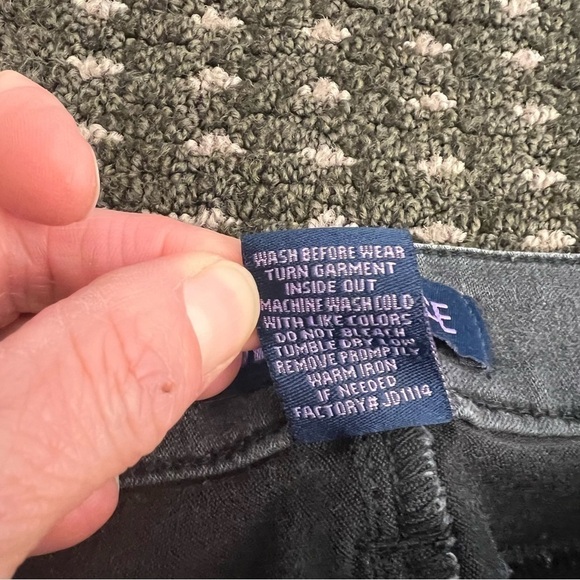 WASH BEFORE WEAR
TURN GARMENT
INSIDE OUT
MACHINE WASH COLD
WITH LIKE COLORS
DO NOT BLEACH
TUMBLE DRY LOW
REMOVE PROMPTLY
WARM IRON
IF NEEDED
FACTORY# JD1114